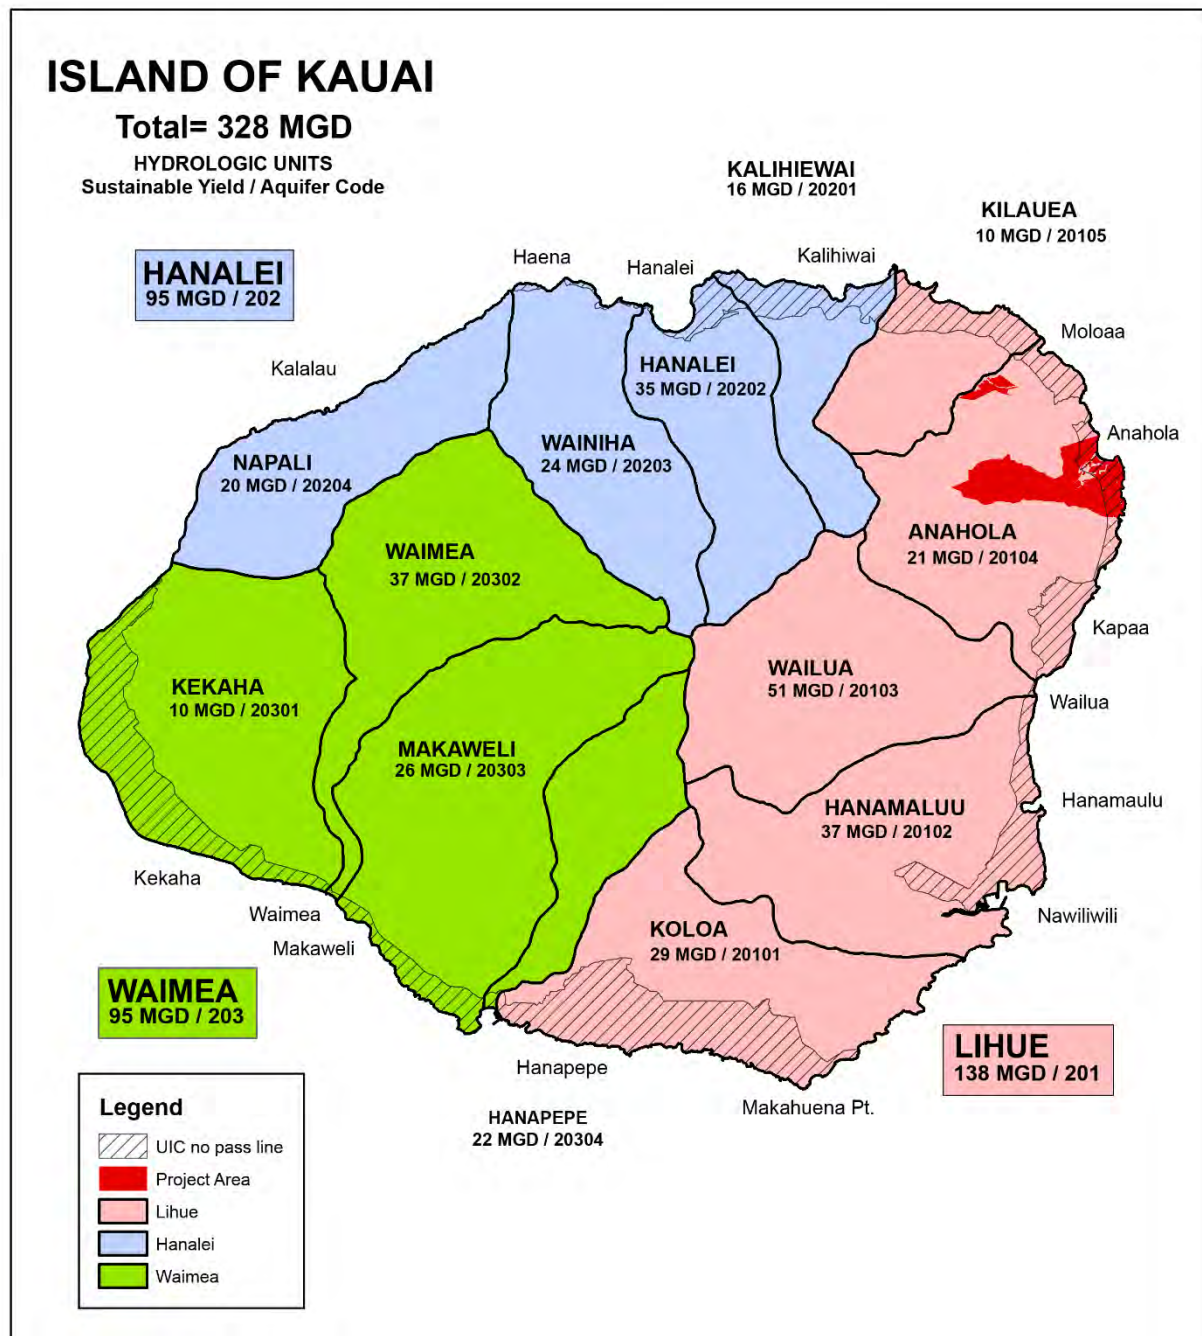 ISLAND OF KAUAI
Total= 328 MGD
HYDROLOGIC UNITS
Sustainable Yield / Aquifer Code
KALIHIEWAI
16 MGD / 20201
KILAUEA
10 MGD / 20105
HANALEI
95 MGD / 202
Haena
Hanalei
Kalihiwai
Moloaa
Kalalau
HANALEI
35 MGD / 20202
Anahola
WAINIHA
24 MGD / 20203
NAPALI
20 MGD / 20204
ANAHOLA
21 MGD / 20104
WAIMEA
37 MGD / 20302
Kapaa
WAILUA
51 MGD / 20103
KEKAHA
10 MGD / 20301
Wailua
MAKAWELI
26 MGD / 20303
HANAMALUU
37 MGD / 20102
Hanamaulu
Kekaha
Waimea
Makaweli
Nawiliwili
KOLOA
29 MGD / 20101
WAIMEA
95 MGD / 203
LIHUE
138 MGD / 201
Hanapepe
Makahuena Pt.
HANAPEPE
22 MGD / 20304
Legend
UIC no pass line
Project Area
Lihue
Hanalei
Waimea